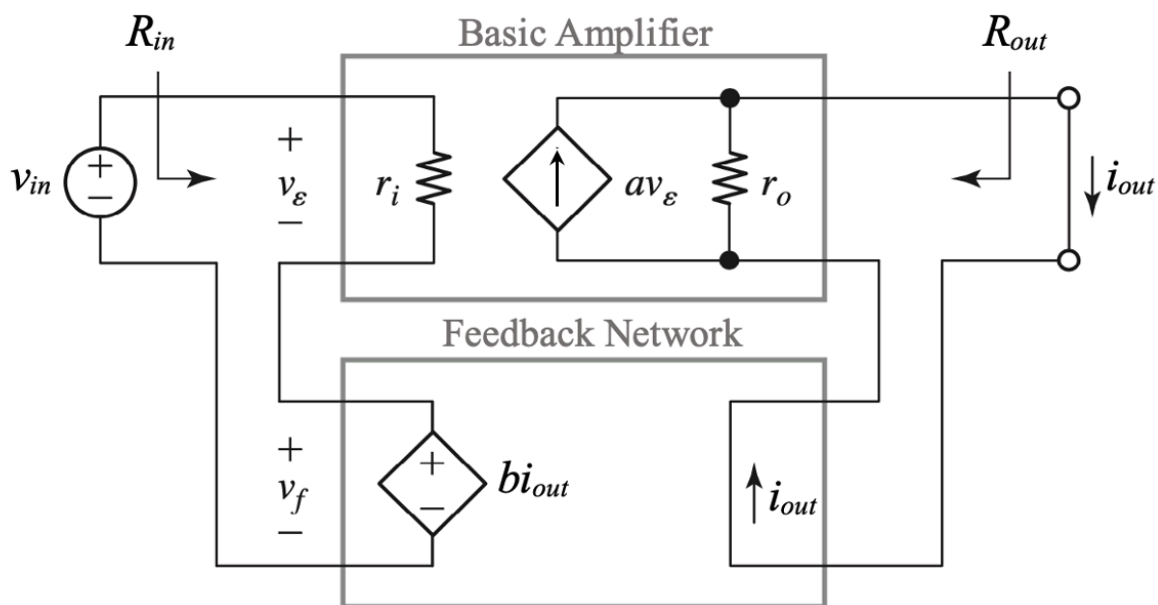 Basic Amplifier
R_in
R_out
+
v_ε
−
+
−
v_in
r_i
av_ε
r_o
i_out
Feedback Network
+
v_f
−
+
−
bi_out
i_out